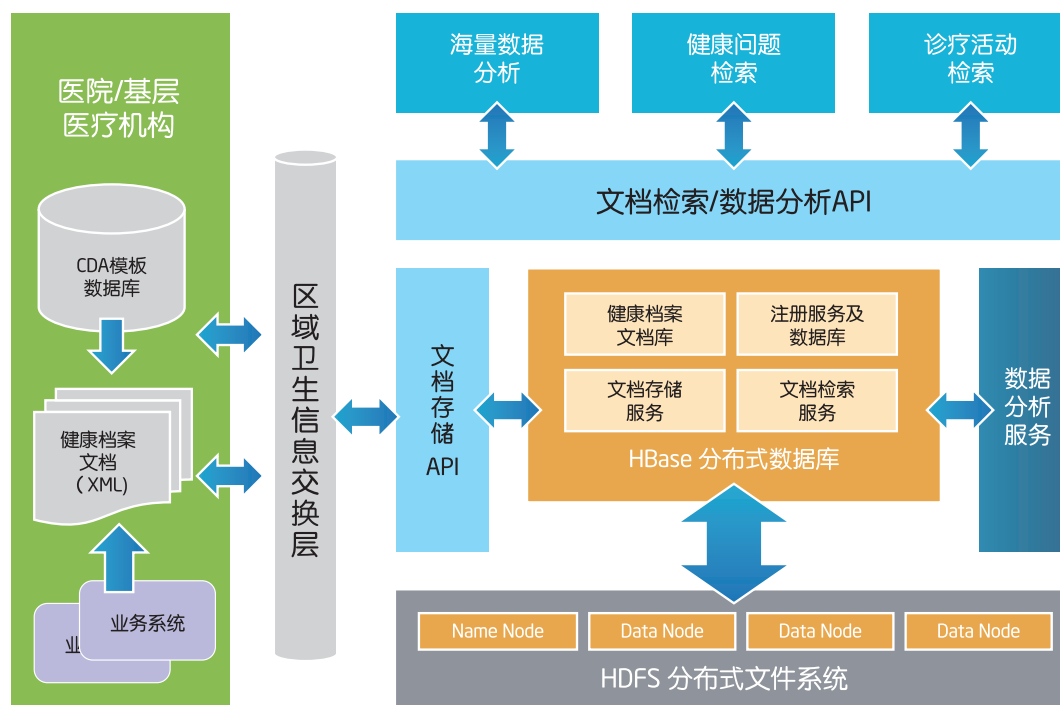 医院/基层
医疗机构
CDA模板
数据库
健康档案
文档
（XML)
业务系统
业
区域卫生信息交换层
海量数据
分析
健康问题
检索
诊疗活动
检索
文档检索/数据分析API
文档存储
API
健康档案
文档库
注册服务及
数据库
文档存储
服务
文档检索
服务
HBase 分布式数据库
数据
分析
服务
Name Node
Data Node
Data Node
Data Node
HDFS 分布式文件系统